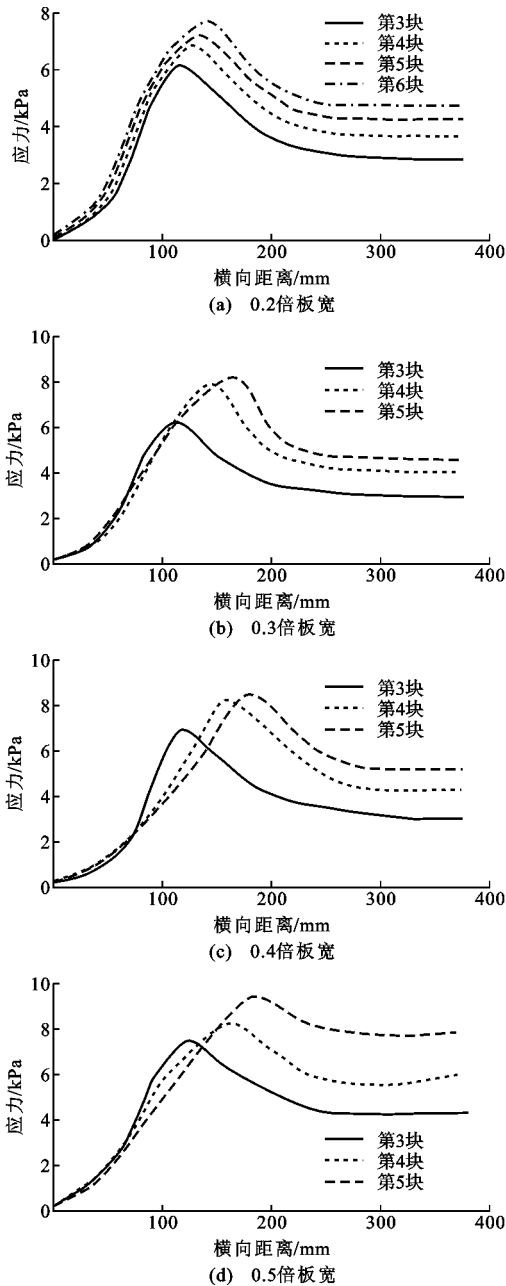 8
6
4
2
0
应力/kPa
第3块
第4块
第5块
第6块
100
200
300
400
横向距离/mm
(a) 0.2倍板宽
10
8
6
4
2
0
应力/kPa
第3块
第4块
第5块
100
200
300
400
横向距离/mm
(b) 0.3倍板宽
10
8
6
4
2
0
应力/kPa
第3块
第4块
第5块
100
200
300
400
横向距离/mm
(c) 0.4倍板宽
10
8
6
4
2
0
应力/kPa
第3块
第4块
第5块
100
200
300
400
横向距离/mm
(d) 0.5倍板宽